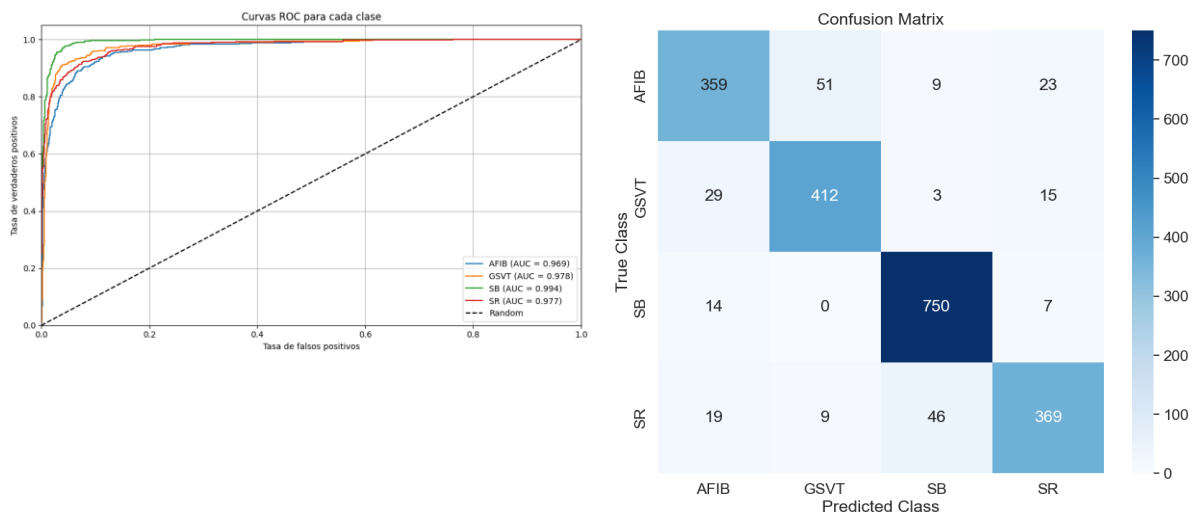 Curvas ROC para cada clase
Tasa de verdaderos positivos
1.0
0.8
0.6
0.4
0.2
0.0
0.0 0.2 0.4 0.6 0.8 1.0
Tasa de falsos positivos
AFIB (AUC = 0.969)
GSVT (AUC = 0.978)
SB (AUC = 0.994)
SR (AUC = 0.977)
Random
Confusion Matrix
True Class
AFIB 359 51 9 23
GSVT 29 412 3 15
SB 14 0 750 7
SR 19 9 46 369
AFIB GSVT SB SR
Predicted Class
700
600
500
400
300
200
100
0